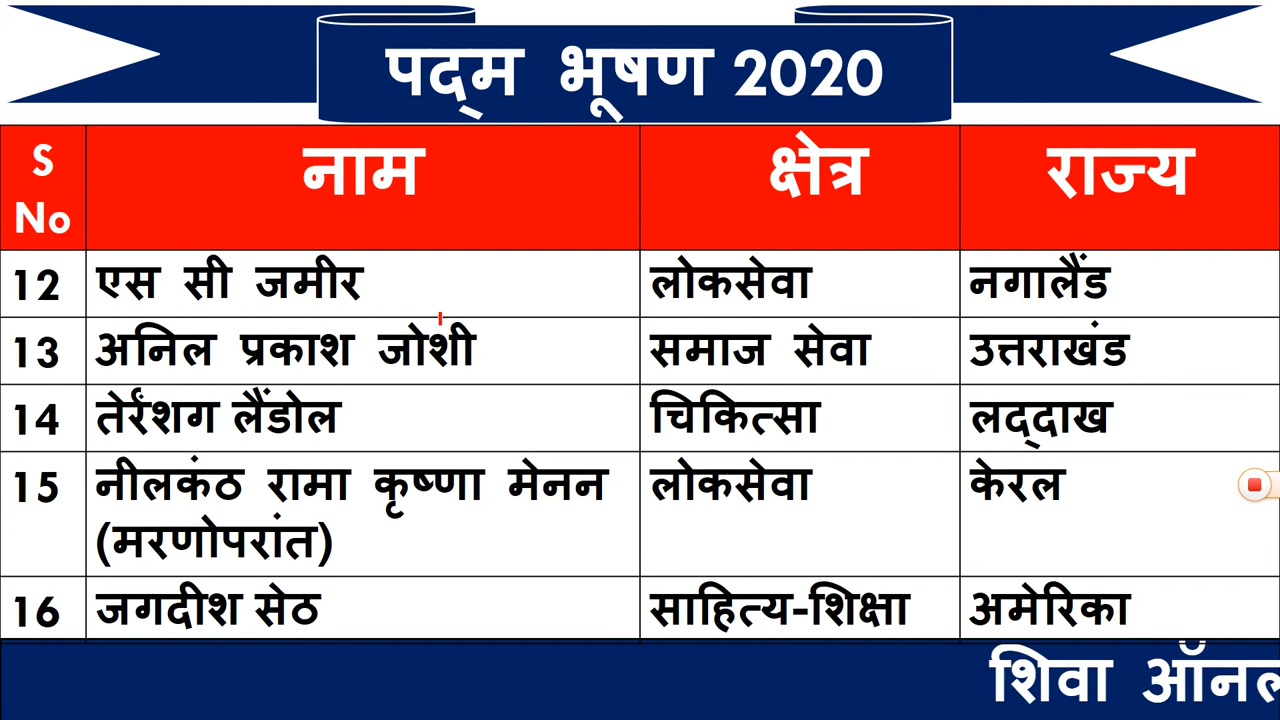 पद्म भूषण 2020
S No नाम क्षेत्र राज्य
12 एस सी जमीर लोकसेवा नगालैंड
13 अनिल प्रकाश जोशी समाज सेवा उत्तराखंड
14 तेर्रंशग लैंडोल चिकित्सा लद्दाख
15 नीलकंठ रामा कृष्णा मेनन लोकसेवा केरल
(मरणोपरांत)
16 जगदीश सेठ साहित्य-शिक्षा अमेरिका
शिवा ऑनल